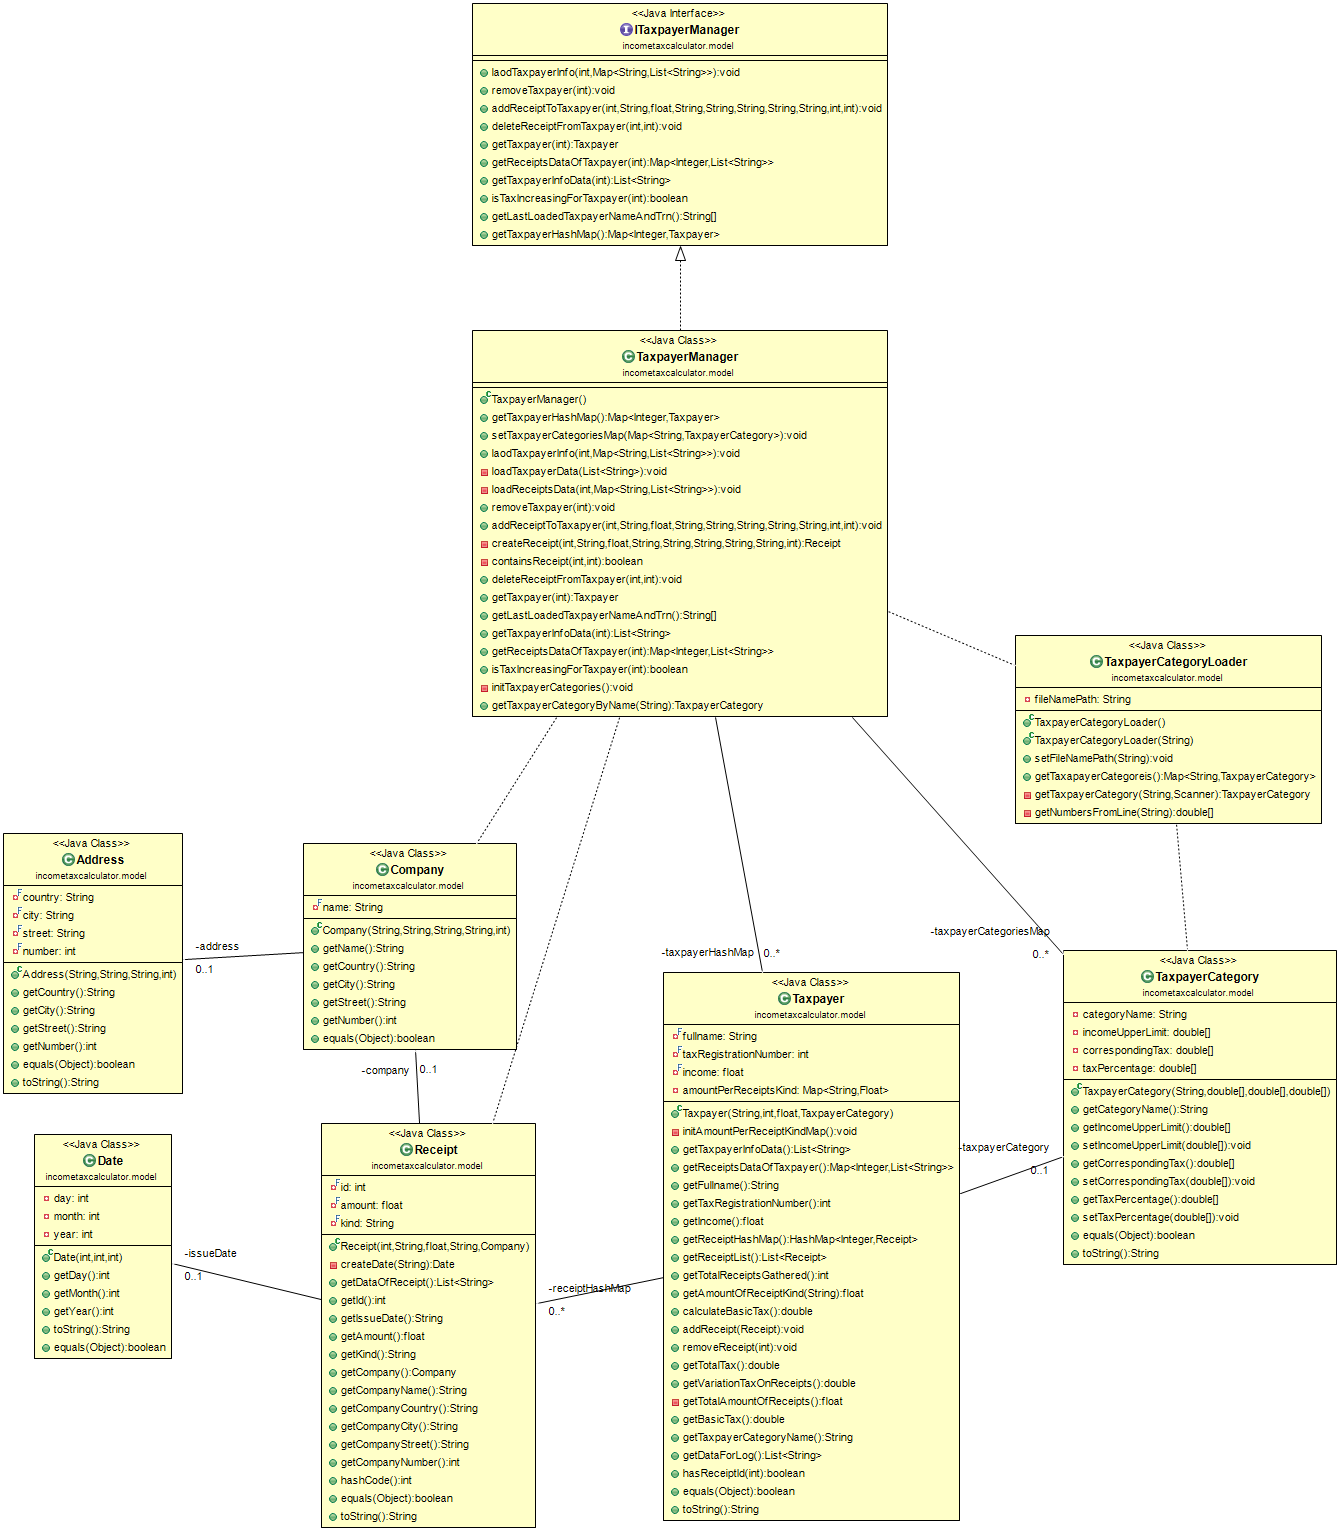 <<Java Interface>>
ITaxpayerManager
incometaxcalculator.model
laodTaxpayerInfo(int,Map<String,List<String>>):void
removeTaxpayer(int):void
addReceiptToTaxapyer(int,String,float,String,String,String,String,String,int,int):void
deleteReceiptFromTaxpayer(int,int):void
getTaxpayer(int):Taxpayer
getReceiptsDataOfTaxpayer(int):Map<Integer,List<String>>
getTaxpayerInfoData(int):List<String>
isTaxIncreasingForTaxpayer(int):boolean
getLastLoadedTaxpayerNameAndTrn():String[]
getTaxpayerHashMap():Map<Integer,Taxpayer>
<<Java Class>>
TaxpayerManager
incometaxcalculator.model
TaxpayerManager()
getTaxpayerHashMap():Map<Integer,Taxpayer>
setTaxpayerCategoriesMap(Map<String,TaxpayerCategory>):void
laodTaxpayerInfo(int,Map<String,List<String>>):void
loadTaxpayerData(List<String>):void
loadReceiptsData(int,Map<String,List<String>>):void
removeTaxpayer(int):void
addReceiptToTaxapyer(int,String,float,String,String,String,String,String,int,int):void
createReceipt(int,String,float,String,String,String,String,String,int):Receipt
containsReceipt(int,int):boolean
deleteReceiptFromTaxpayer(int,int):void
getTaxpayer(int):Taxpayer
getLastLoadedTaxpayerNameAndTrn():String[]
getTaxpayerInfoData(int):List<String>
getReceiptsDataOfTaxpayer(int):Map<Integer,List<String>>
isTaxIncreasingForTaxpayer(int):boolean
initTaxpayerCategories():void
getTaxpayerCategoryByName(String):TaxpayerCategory
<<Java Class>>
TaxpayerCategoryLoader
incometaxcalculator.model
fileNamePath: String
TaxpayerCategoryLoader()
TaxpayerCategoryLoader(String)
setFileNamePath(String):void
getTaxapayerCategoreis():Map<String,TaxpayerCategory>
getTaxpayerCategory(String,Scanner):TaxpayerCategory
getNumbersFromLine(String):double[]
<<Java Class>>
Address
incometaxcalculator.model
country: String
city: String
street: String
number: int
Address(String,String,String,int)
getCountry():String
getCity():String
getStreet():String
getNumber():int
equals(Object):boolean
toString():String
-address
0..1
<<Java Class>>
Company
incometaxcalculator.model
name: String
Company(String,String,String,String,int)
getName():String
getCountry():String
getCity():String
getStreet():String
getNumber():int
equals(Object):boolean
-company
0..1
-taxpayerHashMap
0..*
-taxpayerCategoriesMap
0..*
<<Java Class>>
Taxpayer
incometaxcalculator.model
fullname: String
taxRegistrationNumber: int
income: float
amountPerReceiptsKind: Map<String,Float>
Taxpayer(String,int,float,TaxpayerCategory)
initAmountPerReceiptKindMap():void
getTaxpayerInfoData():List<String>
getReceiptsDataOfTaxpayer():Map<Integer,List<String>>
getFullname():String
getTaxRegistrationNumber():int
getIncome():float
getReceiptHashMap():HashMap<Integer,Receipt>
getReceiptList():List<Receipt>
getTotalReceiptsGathered():int
getAmountOfReceiptKind(String):float
calculateBasicTax():double
addReceipt(Receipt):void
removeReceipt(int):void
getTotalTax():double
getVariationTaxOnReceipts():double
getTotalAmountOfReceipts():float
getBasicTax():double
getTaxpayerCategoryName():String
getDataForLog():List<String>
hasReceiptId(int):boolean
equals(Object):boolean
toString():String
-taxpayerCategory
0..1
<<Java Class>>
TaxpayerCategory
incometaxcalculator.model
categoryName: String
incomeUpperLimit: double[]
correspondingTax: double[]
taxPercentage: double[]
TaxpayerCategory(String,double[],double[],double[])
getCategoryName():String
getIncomeUpperLimit():double[]
setIncomeUpperLimit(double[]):void
getCorrespondingTax():double[]
setCorrespondingTax(double[]):void
getTaxPercentage():double[]
setTaxPercentage(double[]):void
equals(Object):boolean
toString():String
<<Java Class>>
Date
incometaxcalculator.model
day: int
month: int
year: int
Date(int,int,int)
getDay():int
getMonth():int
getYear():int
toString():String
equals(Object):boolean
-issueDate
0..1
<<Java Class>>
Receipt
incometaxcalculator.model
id: int
amount: float
kind: String
Receipt(int,String,float,String,Company)
createDate(String):Date
getDataOfReceipt():List<String>
getId():int
getIssueDate():String
getAmount():float
getKind():String
getCompany():Company
getCompanyName():String
getCompanyCountry():String
getCompanyCity():String
getCompanyStreet():String
getCompanyNumber():int
hashCode():int
equals(Object):boolean
toString():String
-receiptHashMap
0..*